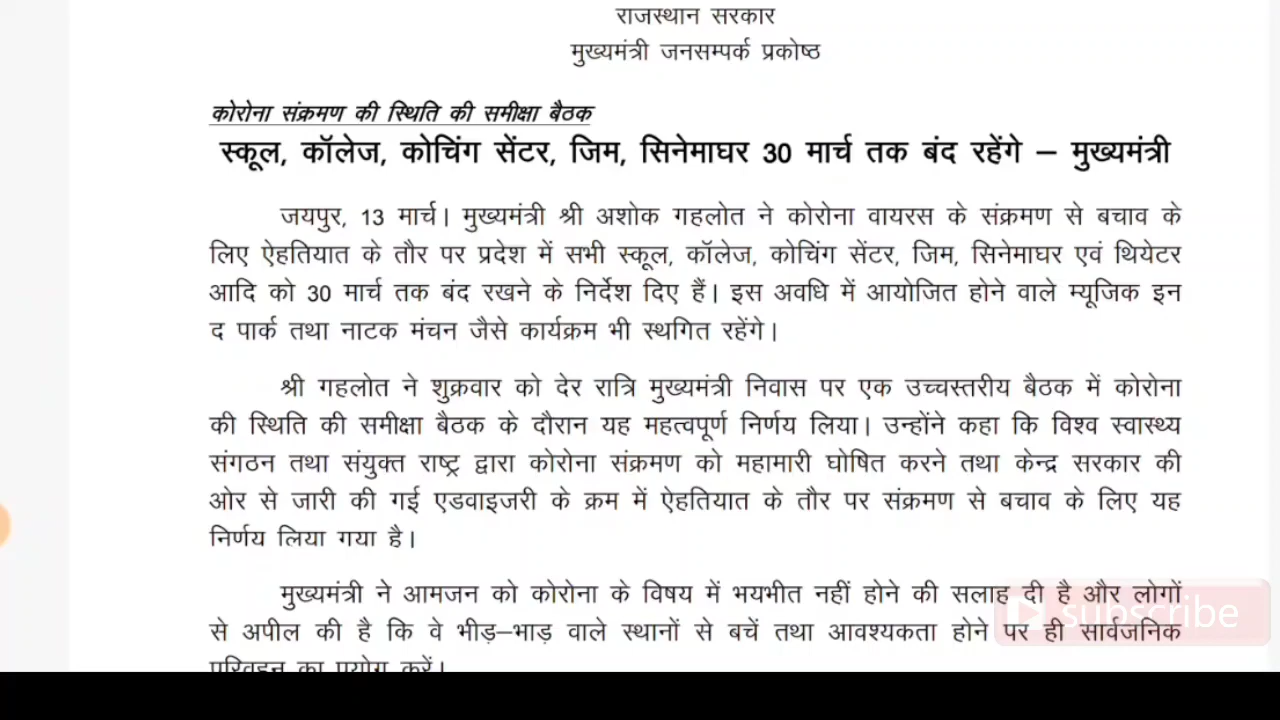 राजस्थान सरकार
मुख्यमंत्री जनसम्पर्क प्रकोष्ठ
कोरोना संक्रमण की स्थिति की समीक्षा बैठक
स्कूल, कॉलेज, कोचिंग सेंटर, जिम, सिनेमाघर 30 मार्च तक बंद रहेंगे – मुख्यमंत्री
जयपुर, 13 मार्च। मुख्यमंत्री श्री अशोक गहलोत ने कोरोना वायरस के संक्रमण से बचाव के
लिए ऐहतियात के तौर पर प्रदेश में सभी स्कूल, कॉलेज, कोचिंग सेंटर, जिम, सिनेमाघर एवं थियेटर
आदि को 30 मार्च तक बंद रखने के निर्देश दिए हैं। इस अवधि में आयोजित होने वाले म्यूजिक इन
द पार्क तथा नाटक मंचन जैसे कार्यक्रम भी स्थगित रहेंगे।
श्री गहलोत ने शुक्रवार को देर रात्रि मुख्यमंत्री निवास पर एक उच्चस्तरीय बैठक में कोरोना
की स्थिति की समीक्षा बैठक के दौरान यह महत्वपूर्ण निर्णय लिया। उन्होंने कहा कि विश्व स्वास्थ्य
संगठन तथा संयुक्त राष्ट्र द्वारा कोरोना संक्रमण को महामारी घोषित करने तथा केन्द्र सरकार की
ओर से जारी की गई एडवाइजरी के क्रम में ऐहतियात के तौर पर संक्रमण से बचाव के लिए यह
निर्णय लिया गया है।
मुख्यमंत्री ने आमजन को कोरोना के विषय में भयभीत नहीं होने की सलाह दी है और लोगों
से अपील की है कि वे भीड़–भाड़ वाले स्थानों से बचें तथा आवश्यकता होने पर ही सार्वजनिक
परिवहन का प्रयोग करें।
subscribe